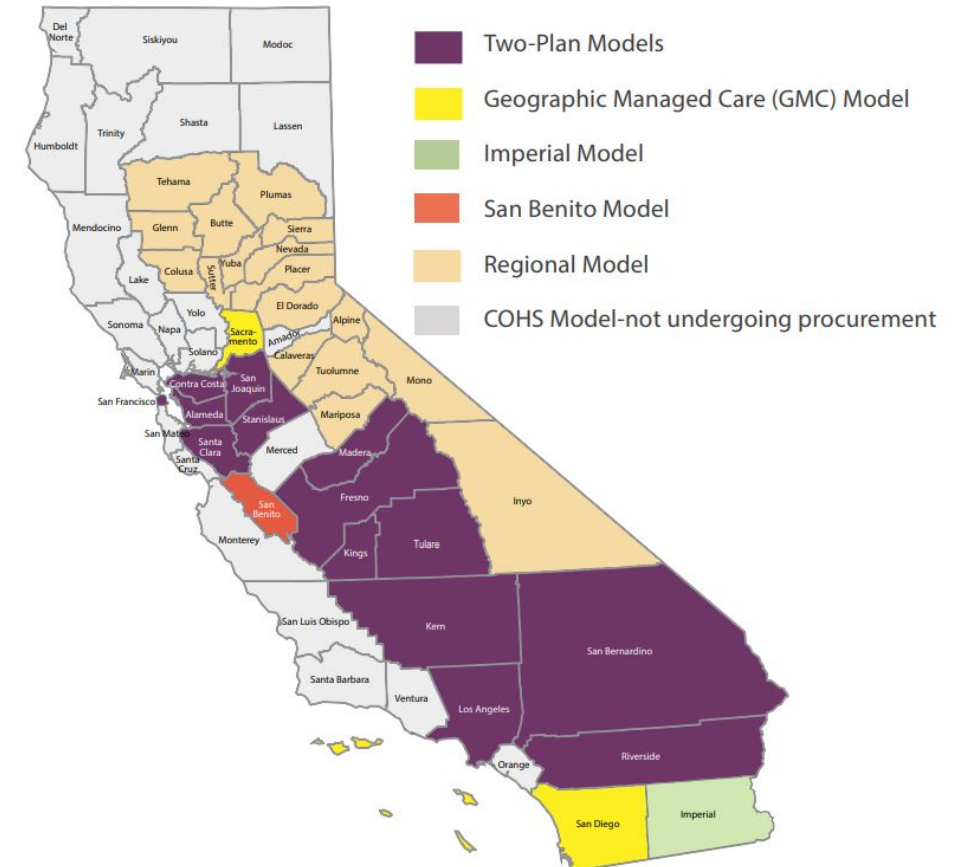 Two-Plan Models
Geographic Managed Care (GMC) Model
Imperial Model
San Benito Model
Regional Model
COHS Model-not undergoing procurement
Del
Norte
Siskiyou
Modoc
Humboldt
Trinity
Shasta
Lassen
Tehama
Plumas
Mendocino
Glenn
Butte
Sierra
Nevada
Lake
Colusa
Sutter
Yuba
Placer
Sonoma
Napa
Yolo
Solano
Sacra-
mento
El Dorado
Amador
Alpine
Calaveras
Tuolumne
Mono
Marin
Contra Costa
San
Joaquin
San Francisco
Alameda
Stanislaus
Mariposa
San Mateo
Santa
Clara
Santa
Cruz
Merced
Madera
San
Benito
Fresno
Inyo
Monterey
Kings
Tulare
San Luis Obispo
Kern
San Bernardino
Santa Barbara
Ventura
Los Angeles
Orange
Riverside
San Diego
Imperial